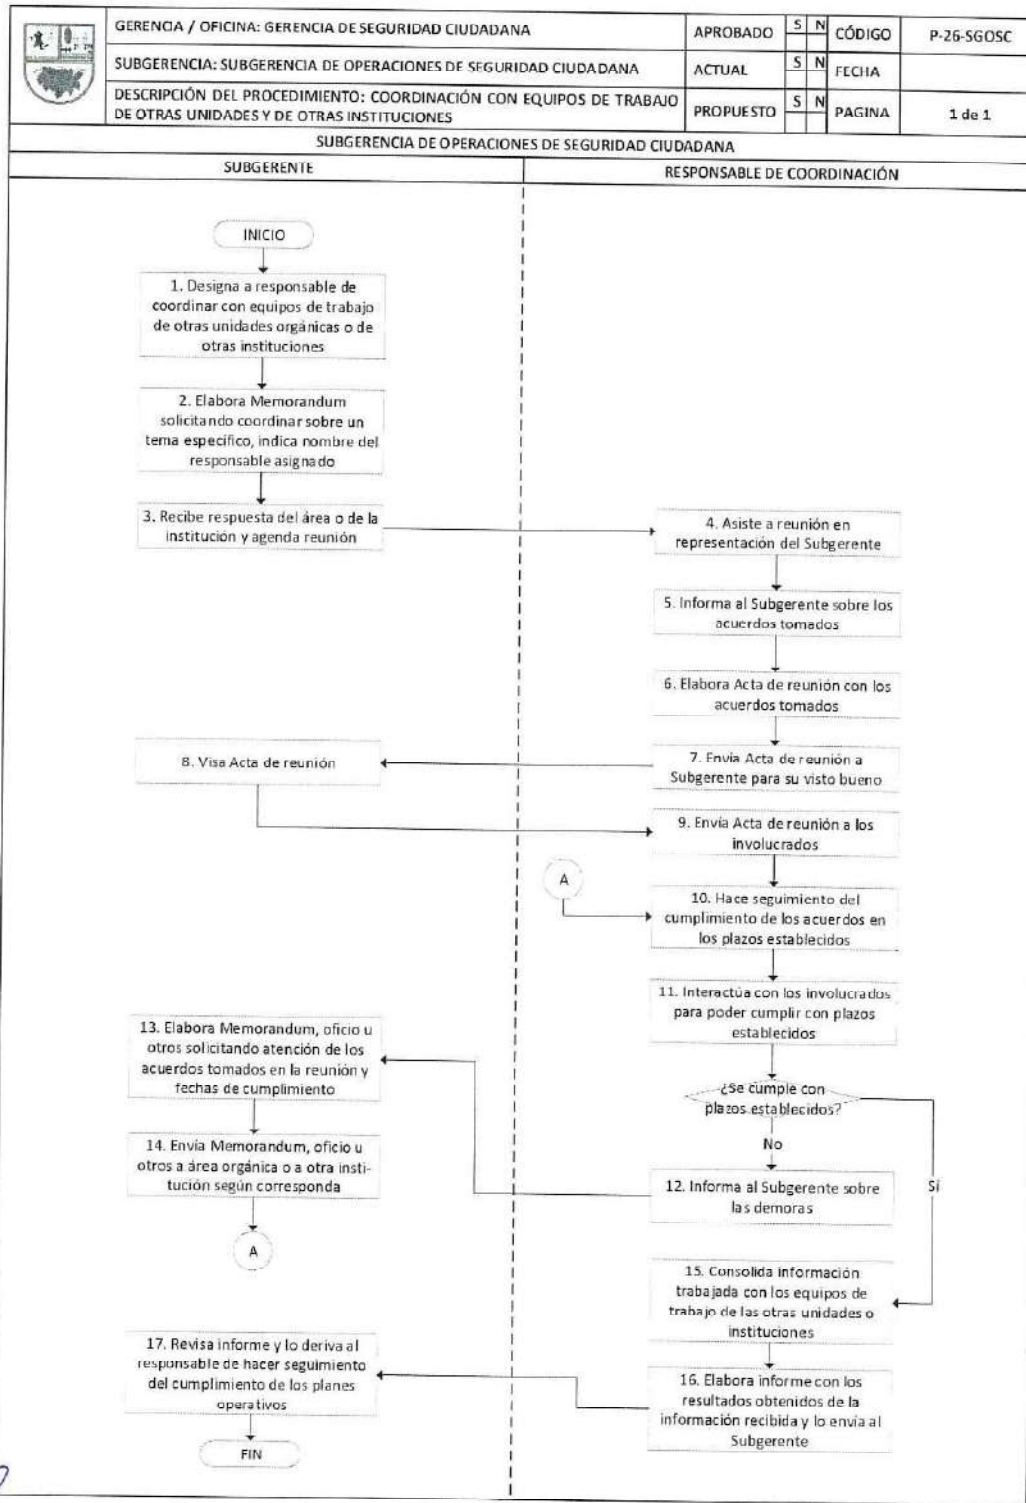 GERENCIA / OFICINA: GERENCIA DE SEGURIDAD CIUDADANA
APROBADO
S N
CÓDIGO
P-26-SGOSC
SUBGERENCIA: SUBGERENCIA DE OPERACIONES DE SEGURIDAD CIUDADANA
ACTUAL
S N
FECHA
DESCRIPCIÓN DEL PROCEDIMIENTO: COORDINACIÓN CON EQUIPOS DE TRABAJO
DE OTRAS UNIDADES Y DE OTRAS INSTITUCIONES
PROPUESTO
S N
PAGINA
1 de 1
SUBGERENCIA DE OPERACIONES DE SEGURIDAD CIUDADANA
SUBGERENTE
RESPONSABLE DE COORDINACIÓN
INICIO
1. Designa a responsable de
coordinar con equipos de trabajo
de otras unidades orgánicas o de
otras instituciones
2. Elabora Memorandum
solicitando coordinar sobre un
tema específico, indica nombre del
responsable asignado
3. Recibe respuesta del área o de la
institución y agenda reunión
4. Asiste a reunión en
representación del Subgerente
5. Informa al Subgerente sobre los
acuerdos tomados
6. Elabora Acta de reunión con los
acuerdos tomados
7. Envía Acta de reunión a
Subgerente para su visto bueno
8. Visa Acta de reunión
9. Envía Acta de reunión a los
involucrados
A
10. Hace seguimiento del
cumplimiento de los acuerdos en
los plazos establecidos
11. Interactúa con los involucrados
para poder cumplir con plazos
establecidos
¿Se cumple con
plazos establecidos?
No
Sí
12. Informa al Subgerente sobre
las demoras
13. Elabora Memorandum, oficio u
otros solicitando atención de los
acuerdos tomados en la reunión y
fechas de cumplimiento
14. Envía Memorandum, oficio u
otros a área orgánica o a otra insti-
tución según corresponda
A
15. Consolida información
trabajada con los equipos de
trabajo de las otras unidades o
instituciones
16. Elabora informe con los
resultados obtenidos de la
información recibida y lo envía al
Subgerente
17. Revisa informe y lo deriva al
responsable de hacer seguimiento
del cumplimiento de los planes
operativos
FIN